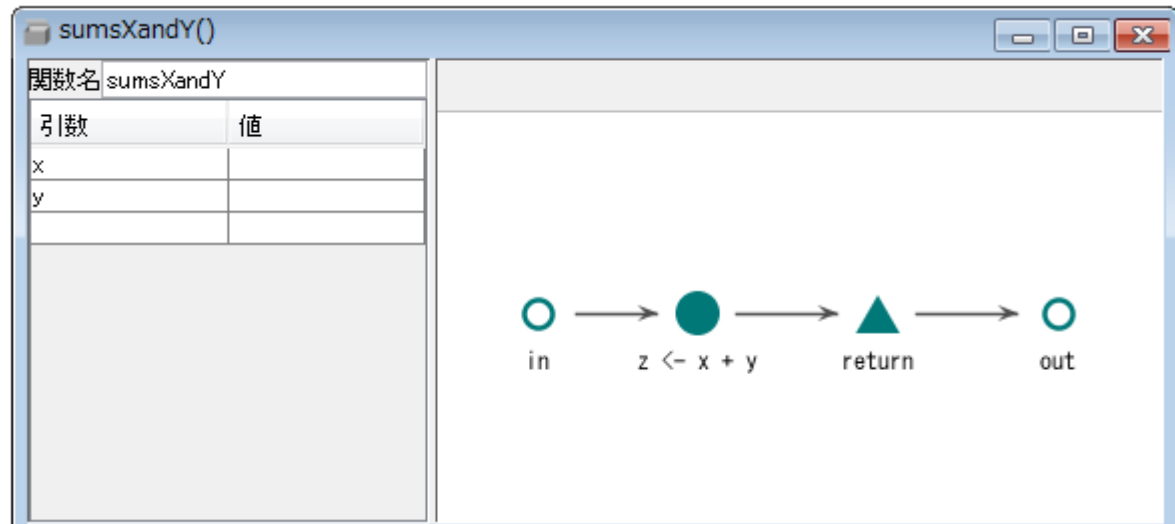 sumsXandY()
関数名 sumsXandY
引数 値
x
y
in z <- x + y return out